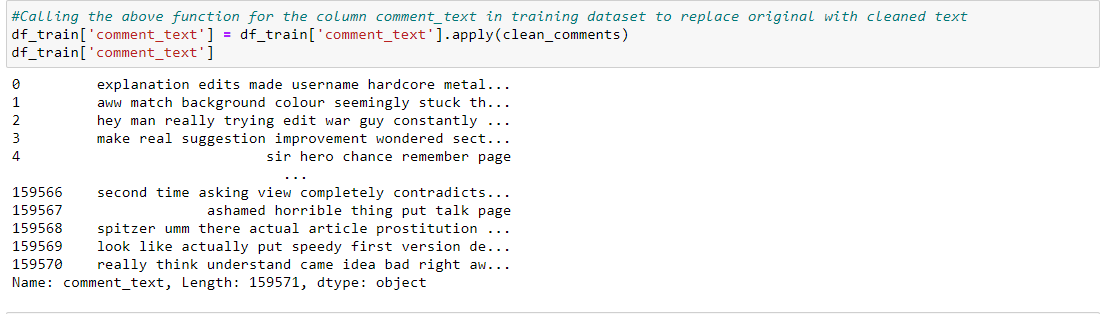 #Calling the above function for the column comment_text in training dataset to replace original with cleaned text
df_train['comment_text'] = df_train['comment_text'].apply(clean_comments)
df_train['comment_text']
0 explanation edits made username hardcore metal...
1 aww match background colour seemingly stuck th...
2 hey man really trying edit war guy constantly ...
3 make real suggestion improvement wondered sect...
4 sir hero chance remember page
...
159566 second time asking view completely contradicts...
159567 ashamed horrible thing put talk page
159568 spitzer umm there actual article prostitution ...
159569 look like actually put speedy first version de...
159570 really think understand came idea bad right aw...
Name: comment_text, Length: 159571, dtype: object